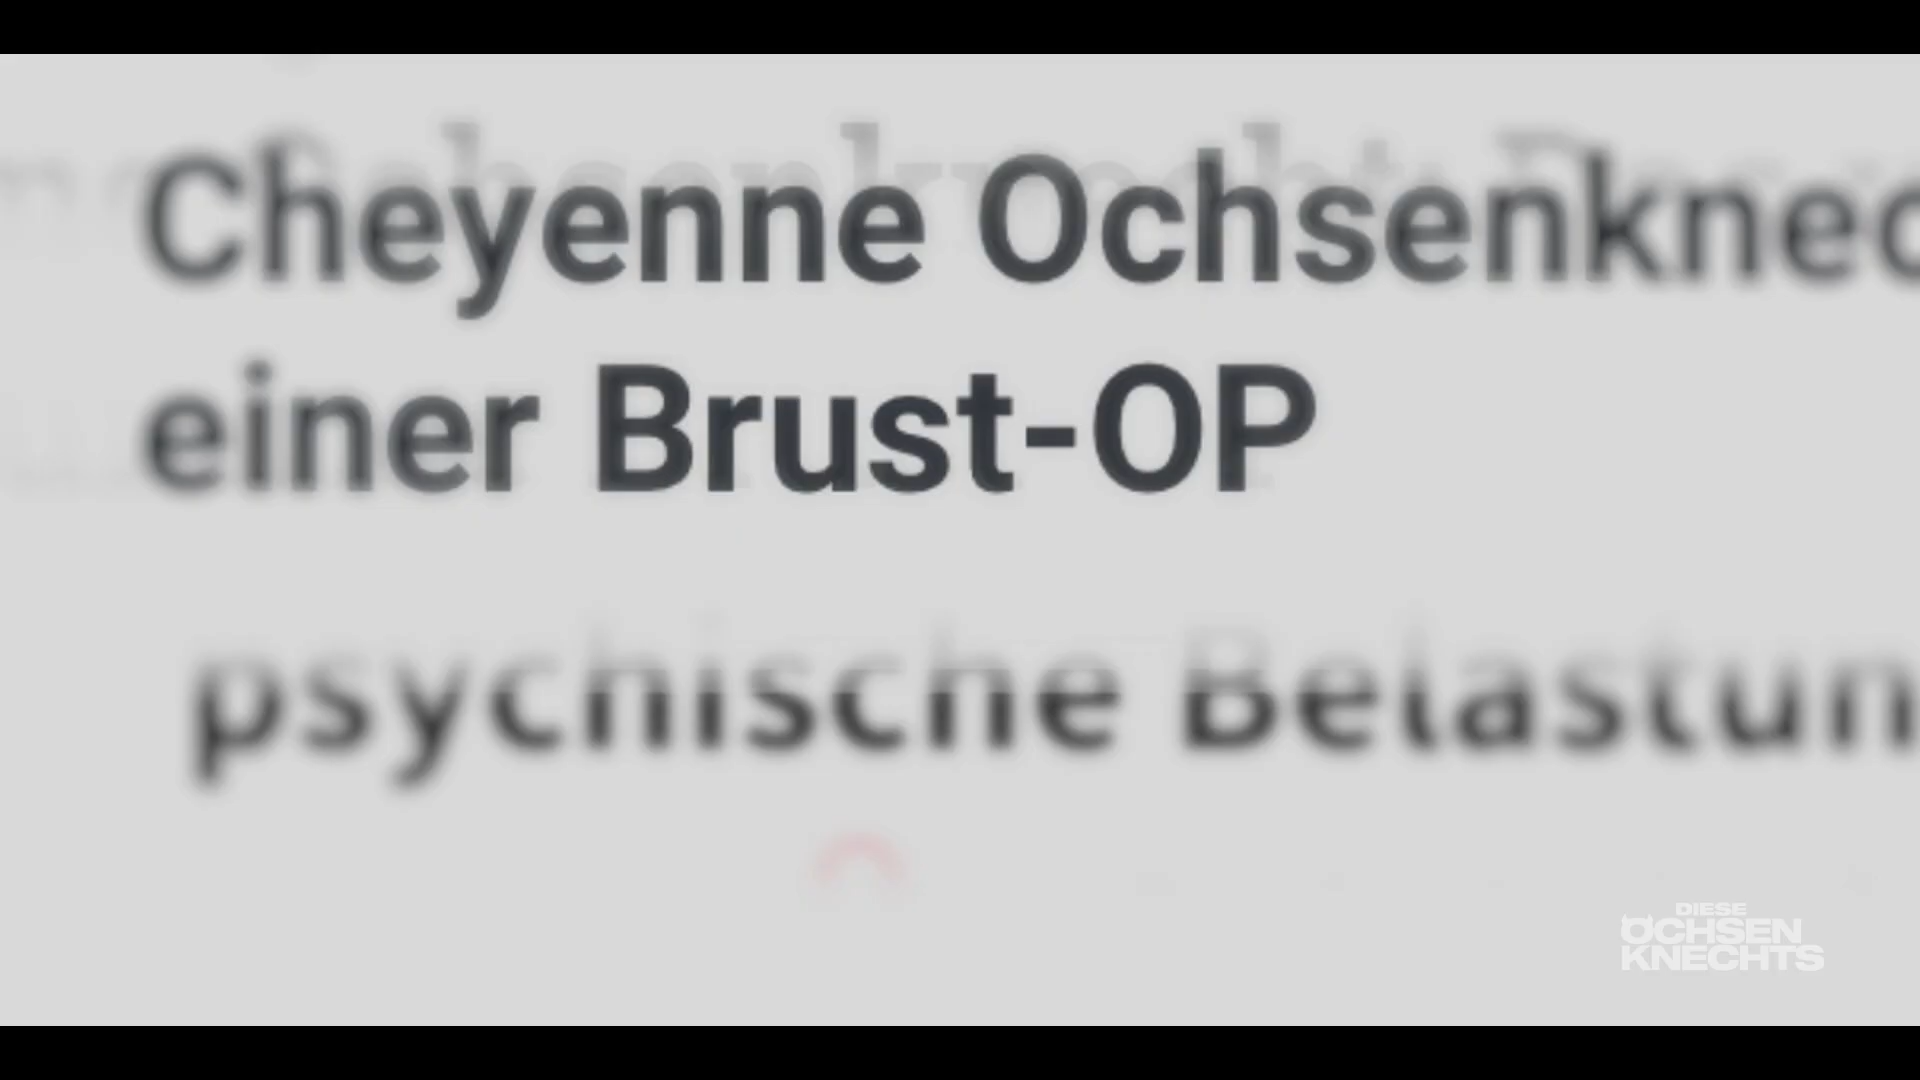 Cheyenne Ochsenknec
einer Brust-OP
psychische Belastun
DIESE
OCHSEN
KNECHTS